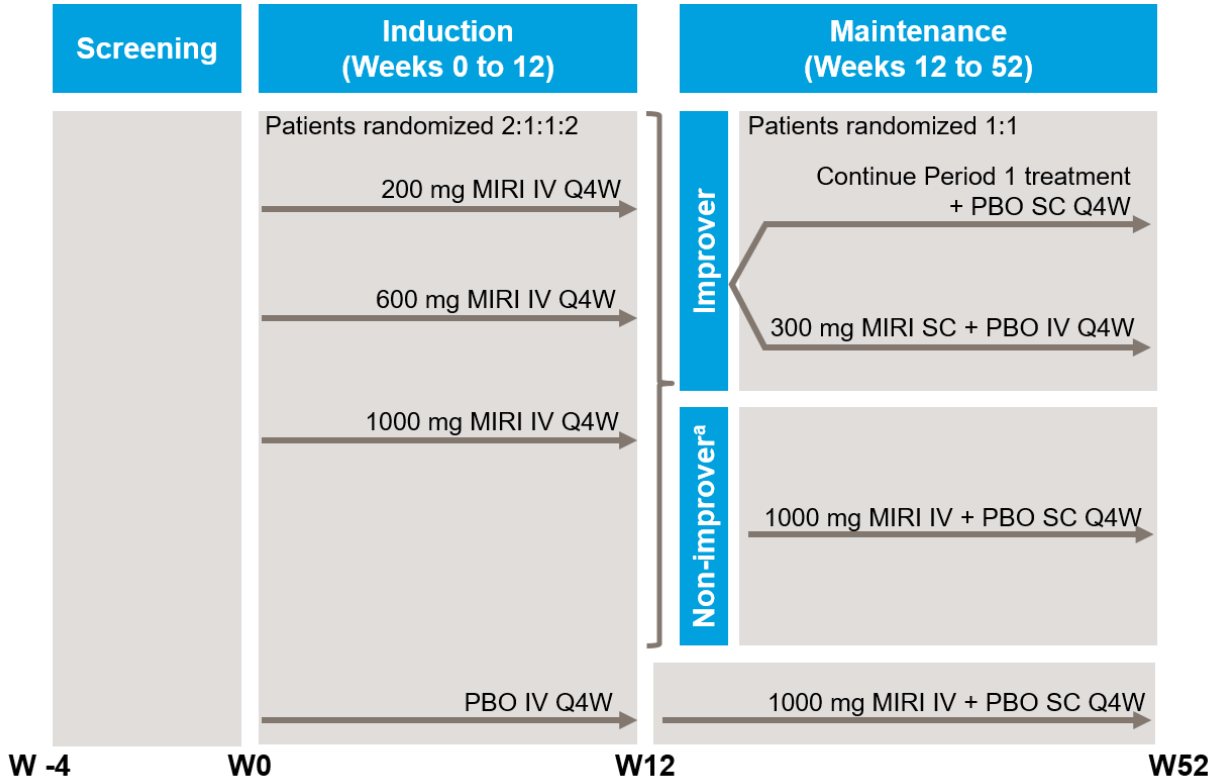 Screening
Induction
(Weeks 0 to 12)
Maintenance
(Weeks 12 to 52)
Patients randomized 2:1:1:2
200 mg MIRI IV Q4W
600 mg MIRI IV Q4W
1000 mg MIRI IV Q4W
PBO IV Q4W
Improver
Patients randomized 1:1
Continue Period 1 treatment
+ PBO SC Q4W
300 mg MIRI SC + PBO IV Q4W
Non-improverᵃ
1000 mg MIRI IV + PBO SC Q4W
1000 mg MIRI IV + PBO SC Q4W
W -4 W0 W12 W52